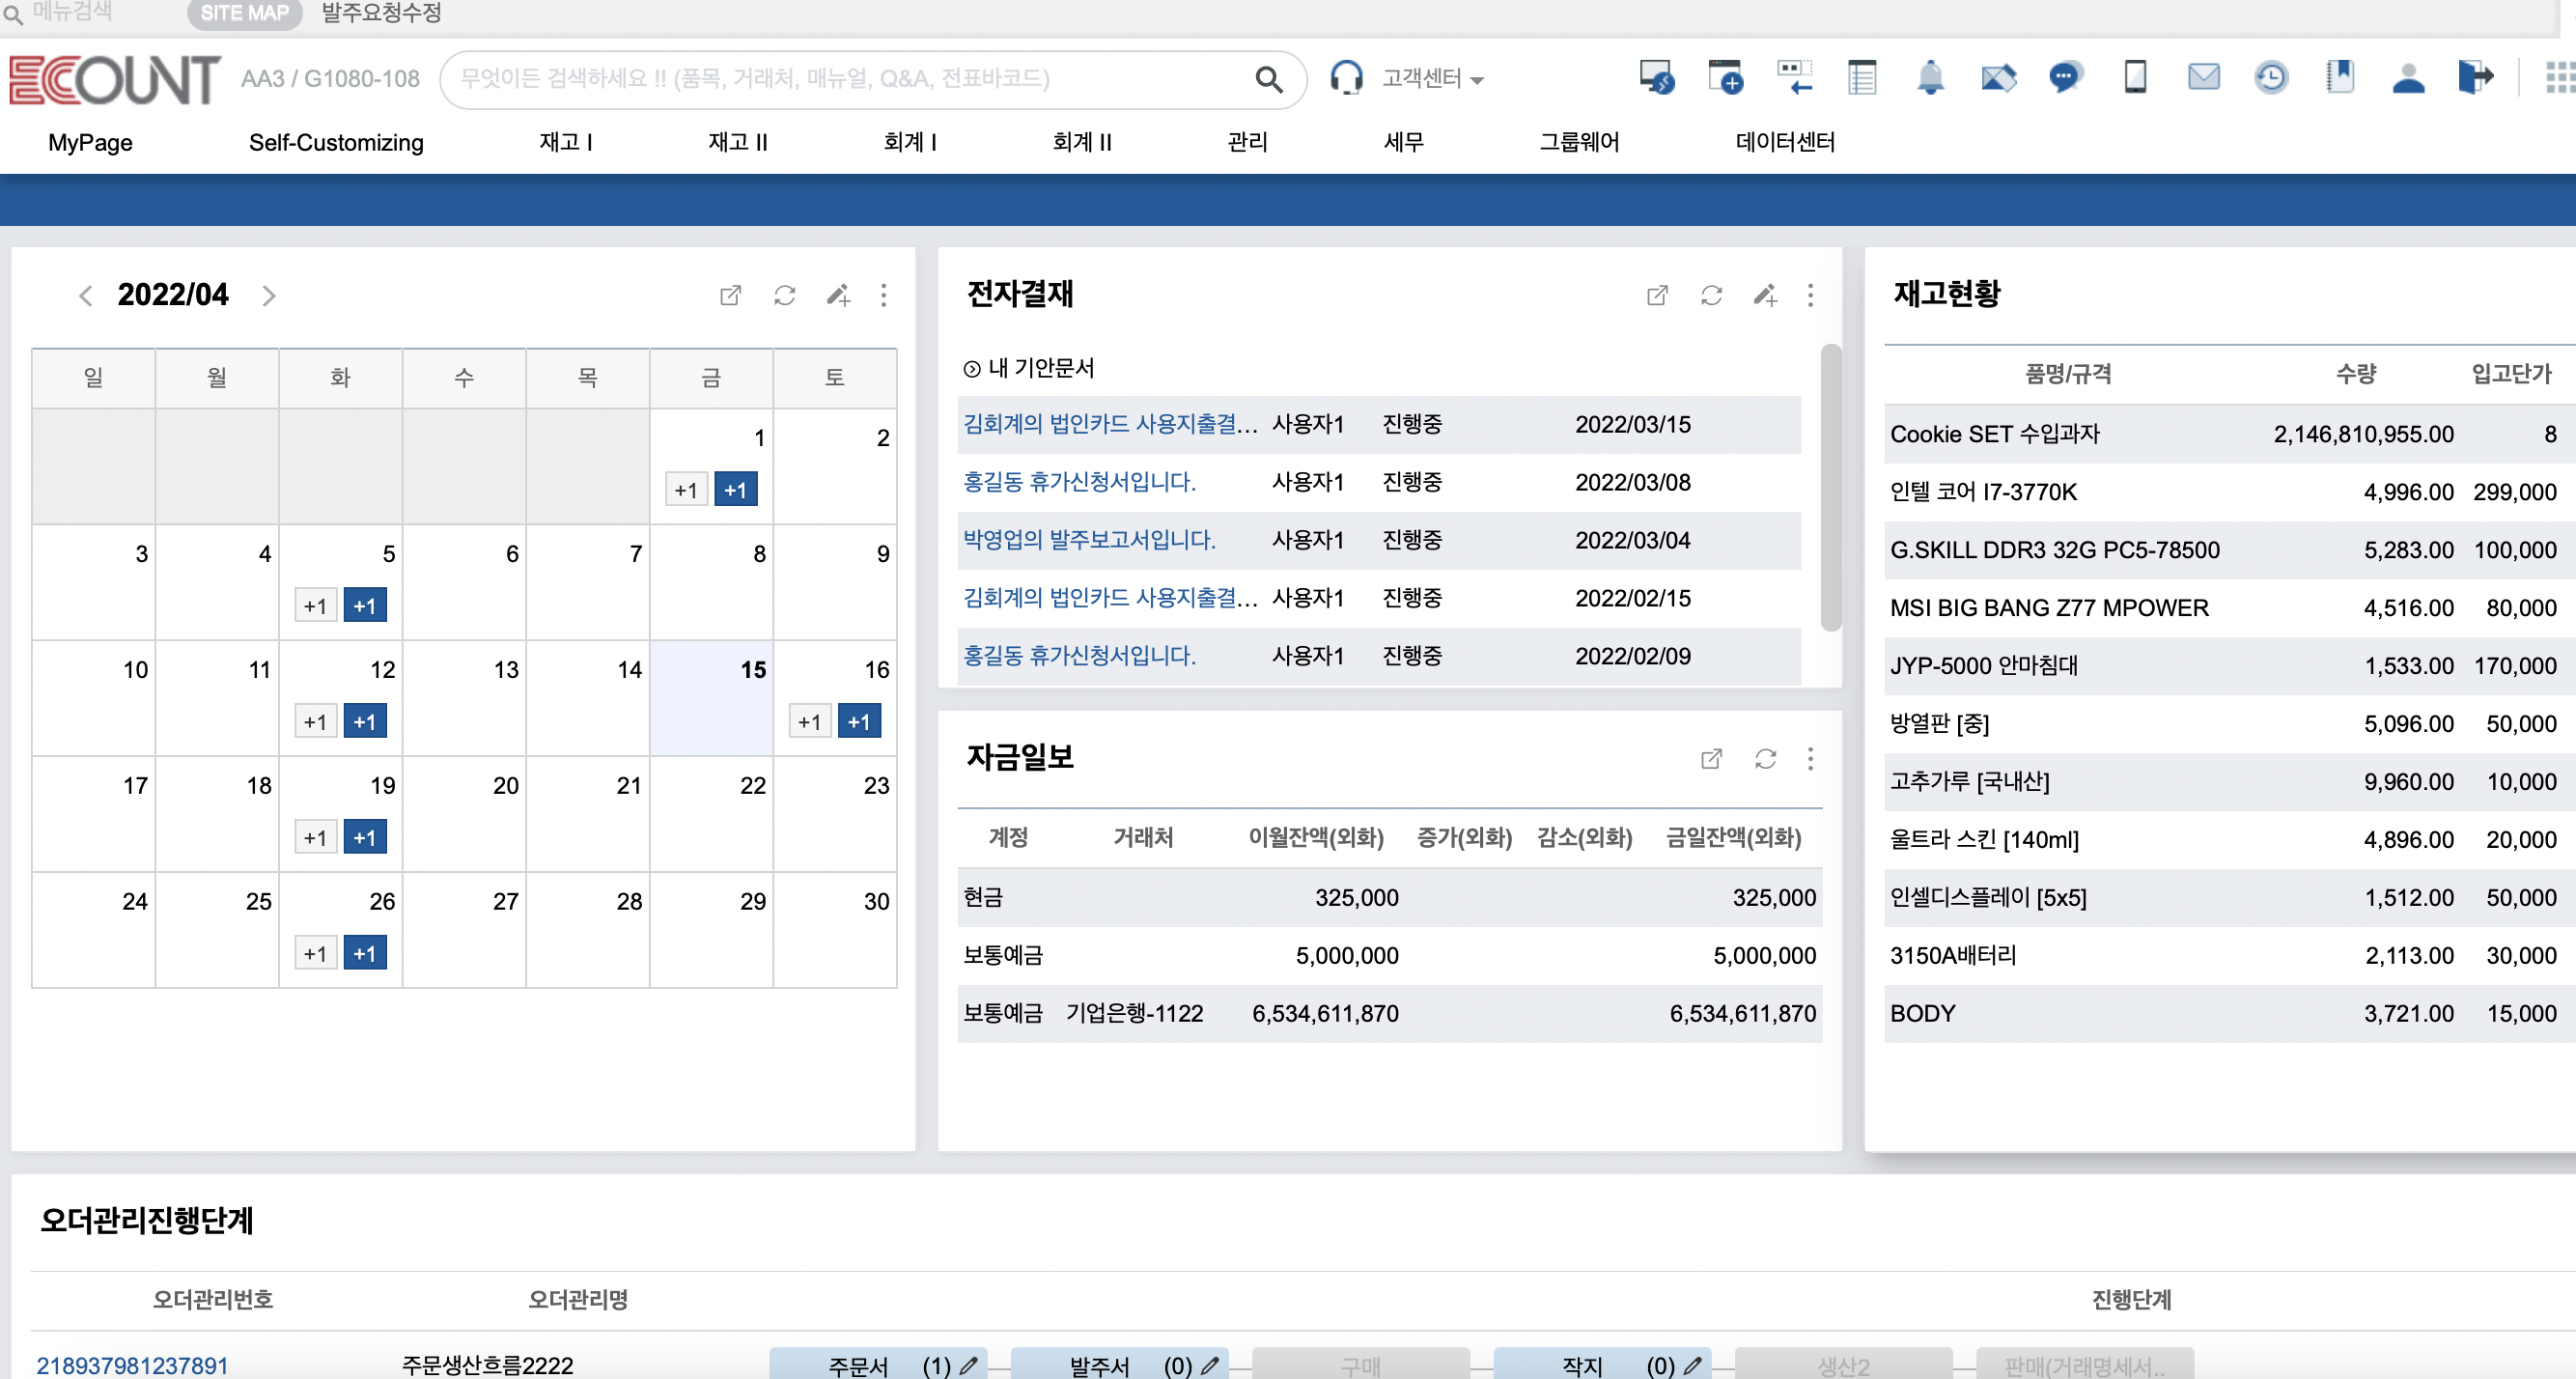 메뉴검색 SITE MAP 발주요청수정
ECOUNT AA3 / G1080-108 무엇이든 검색하세요 !! (품목, 거래처, 매뉴얼, Q&A, 전표바코드) 고객센터
MyPage Self-Customizing 재고 I 재고 II 회계 I 회계 II 관리 세무 그룹웨어 데이터센터
2022/04
일 월 화 수 목 금 토
1 2
+1 +1
3 4 5 6 7 8 9
+1 +1
10 11 12 13 14 15 16
+1 +1 +1 +1
17 18 19 20 21 22 23
+1 +1
24 25 26 27 28 29 30
+1 +1
전자결재
내 기안문서
김회계의 법인카드 사용지출결... 사용자1 진행중 2022/03/15
홍길동 휴가신청서입니다. 사용자1 진행중 2022/03/08
박영업의 발주보고서입니다. 사용자1 진행중 2022/03/04
김회계의 법인카드 사용지출결... 사용자1 진행중 2022/02/15
홍길동 휴가신청서입니다. 사용자1 진행중 2022/02/09
자금일보
계정 거래처 이월잔액(외화) 증가(외화) 감소(외화) 금일잔액(외화)
현금 325,000 325,000
보통예금 5,000,000 5,000,000
보통예금 기업은행-1122 6,534,611,870 6,534,611,870
재고현황
품명/규격 수량 입고단가
Cookie SET 수입과자 2,146,810,955.00 8
인텔 코어 I7-3770K 4,996.00 299,000
G.SKILL DDR3 32G PC5-78500 5,283.00 100,000
MSI BIG BANG Z77 MPOWER 4,516.00 80,000
JYP-5000 안마침대 1,533.00 170,000
방열판 [중] 5,096.00 50,000
고추가루 [국내산] 9,960.00 10,000
울트라 스킨 [140ml] 4,896.00 20,000
인셀디스플레이 [5x5] 1,512.00 50,000
3150A배터리 2,113.00 30,000
BODY 3,721.00 15,000
오더관리진행단계
오더관리번호 오더관리명 진행단계
218937981237891 주문생산흐름2222 주문서 (1) 발주서 (0) 구매 작지 (0) 생산2 판매(거래명세서..